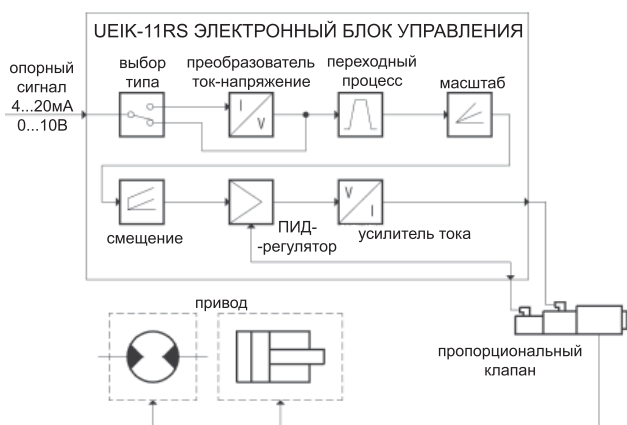 UEIK-11RS ЭЛЕКТРОННЫЙ БЛОК УПРАВЛЕНИЯ
опорный
сигнал
4...20мА
0...10В
выбор
типа
преобразователь
ток-напряжение
переходный
процесс
масштаб
I
V
смещение
ПИД-
-регулятор
V
I
усилитель тока
привод
пропорциональный
клапан